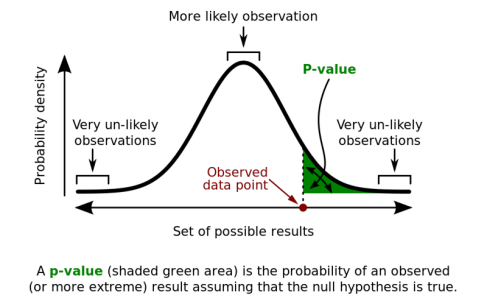 More likely observation
P-value
Probability density
Very un-likely
observations
Very un-likely
observations
Observed
data point
Set of possible results
A p-value (shaded green area) is the probability of an observed
(or more extreme) result assuming that the null hypothesis is true.